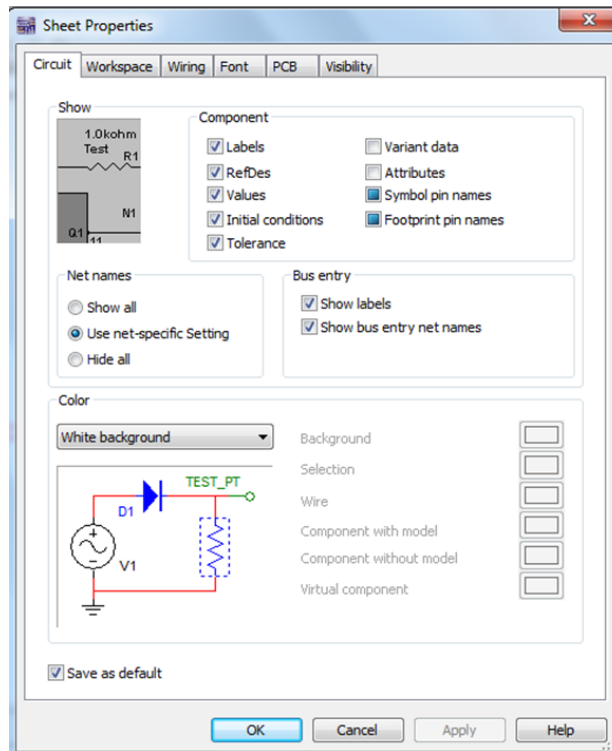 Sheet Properties
Circuit Workspace Wiring Font PCB Visibility
Show
1.0kohm
Test
R1
N1
Q1
11
Component
Labels
RefDes
Values
Initial conditions
Tolerance
Variant data
Attributes
Symbol pin names
Footprint pin names
Net names
Show all
Use net-specific Setting
Hide all
Bus entry
Show labels
Show bus entry net names
Color
White background
TEST_PT
D1
V1
Background
Selection
Wire
Component with model
Component without model
Virtual component
Save as default
OK Cancel Apply Help